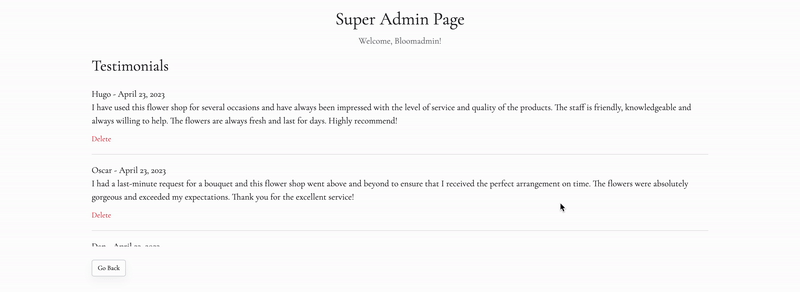 Super Admin Page
Welcome, Bloomadmin!
Testimonials
Hugo - April 23, 2023
I have used this flower shop for several occasions and have always been impressed with the level of service and quality of the products. The staff is friendly, knowledgeable and
always willing to help. The flowers are always fresh and last for days. Highly recommend!
Delete
Oscar - April 23, 2023
I had a last-minute request for a bouquet and this flower shop went above and beyond to ensure that I received the perfect arrangement on time. The flowers were absolutely
gorgeous and exceeded my expectations. Thank you for the excellent service!
Delete
Go Back